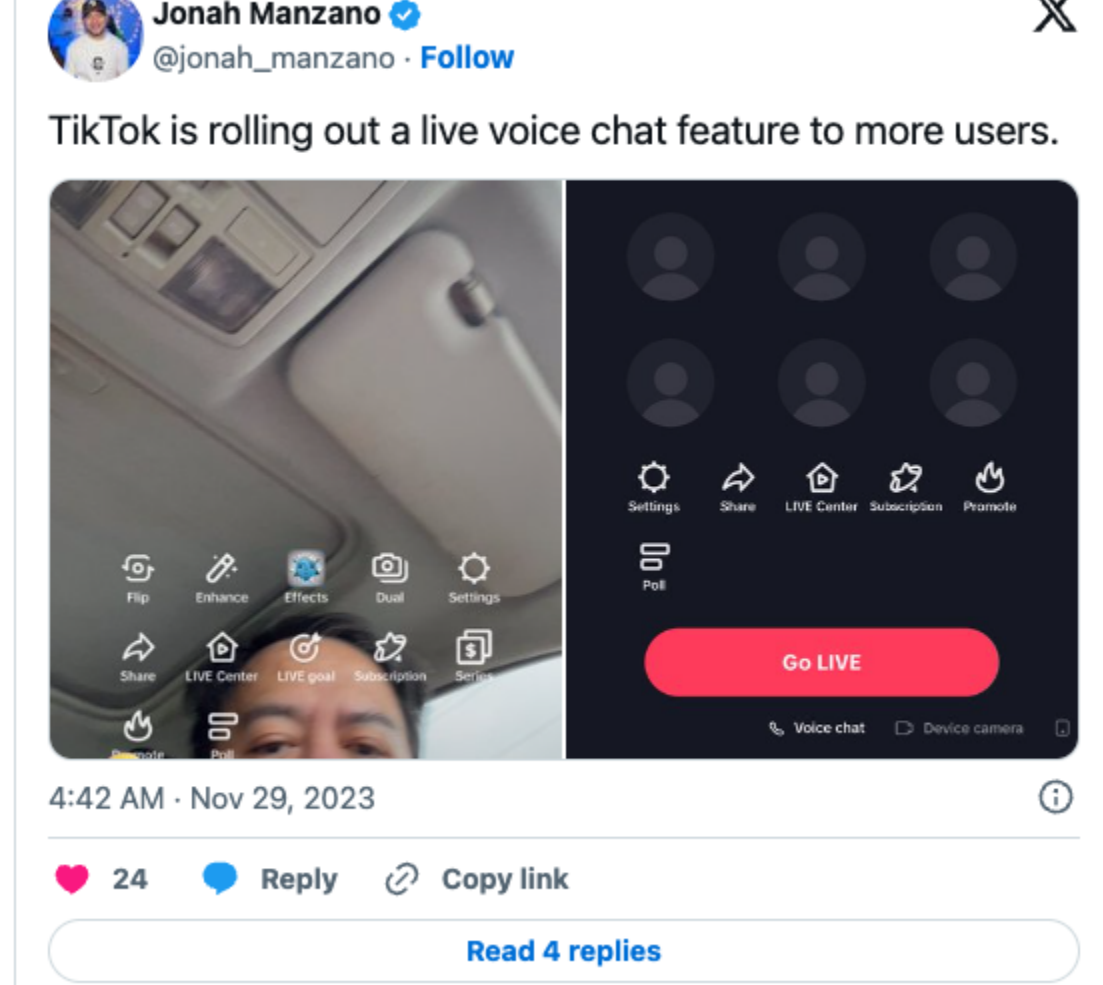 Jonah Manzano
@jonah_manzano · Follow
TikTok is rolling out a live voice chat feature to more users.
Flip Enhance Effects Dual Settings
Share LIVE Center LIVE goal Subscription Series
Promote Poll
Settings Share LIVE Center Subscription Promote
Poll
Go LIVE
Voice chat Device camera
4:42 AM · Nov 29, 2023
24 Reply Copy link
Read 4 replies